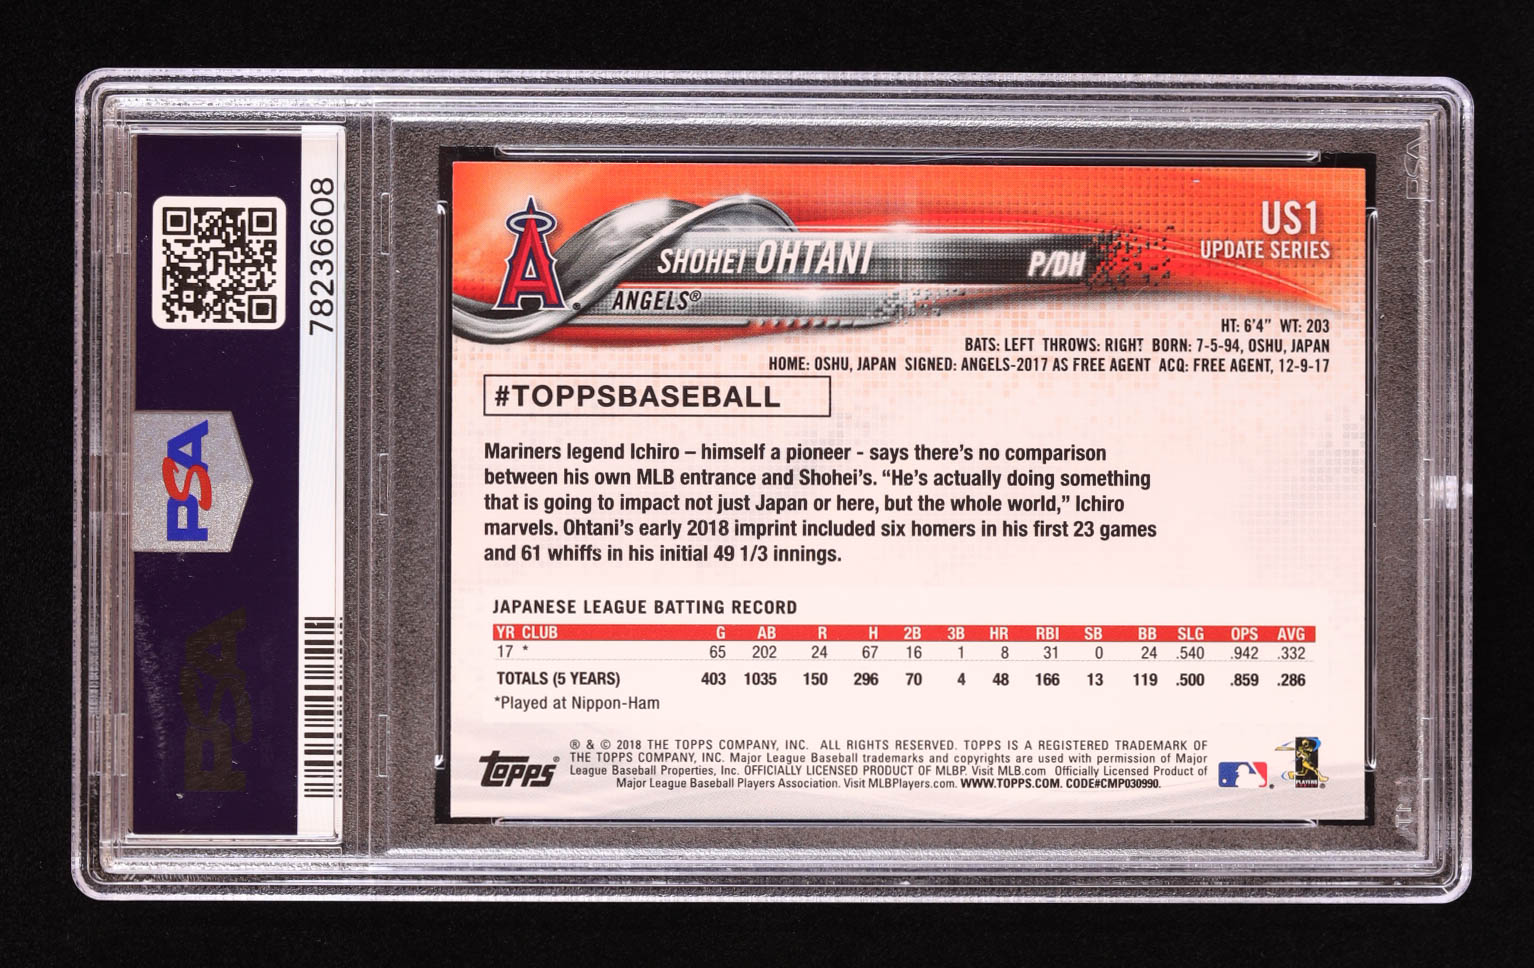 78236608
PSA
PSA
PSA
A
SHOHEI OHTANI
P/DH
ANGELS®
US1
UPDATE SERIES
HT: 6'4" WT: 203
BATS: LEFT THROWS: RIGHT BORN: 7-5-94, OSHU, JAPAN
HOME: OSHU, JAPAN SIGNED: ANGELS-2017 AS FREE AGENT ACQ: FREE AGENT, 12-9-17
#TOPPSBASEBALL
Mariners legend Ichiro – himself a pioneer - says there's no comparison
between his own MLB entrance and Shohei's. “He's actually doing something
that is going to impact not just Japan or here, but the whole world,” Ichiro
marvels. Ohtani's early 2018 imprint included six homers in his first 23 games
and 61 whiffs in his initial 49 1/3 innings.
JAPANESE LEAGUE BATTING RECORD
YR CLUB G AB R H 2B 3B HR RBI SB BB SLG OPS AVG
17 * 65 202 24 67 16 1 8 31 0 24 .540 .942 .332
TOTALS (5 YEARS) 403 1035 150 296 70 4 48 166 13 119 .500 .859 .286
*Played at Nippon-Ham
Topps®
® & © 2018 THE TOPPS COMPANY, INC. ALL RIGHTS RESERVED. TOPPS IS A REGISTERED TRADEMARK OF
THE TOPPS COMPANY, INC. Major League Baseball trademarks and copyrights are used with permission of Major
League Baseball Properties, Inc. OFFICIALLY LICENSED PRODUCT OF MLBP. Visit MLB.com Officially Licensed Product of
Major League Baseball Players Association. Visit MLBPlayers.com. WWW.TOPPS.COM. CODE#CMP030990.
PLAYERS